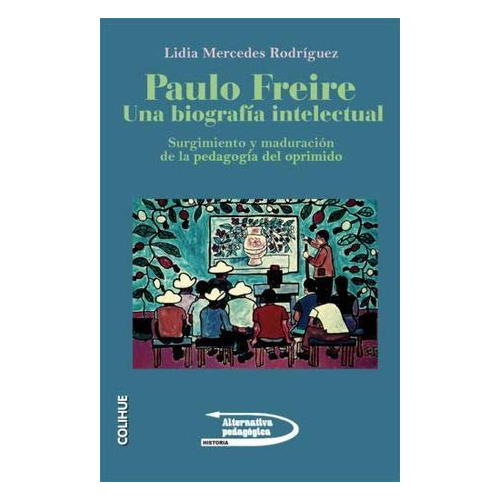 Lidia Mercedes Rodríguez
Paulo Freire
Una biografía intelectual
Surgimiento y maduración
de la pedagogía del oprimido
COLIHUE
Alternativa
pedagógica
HISTORIA